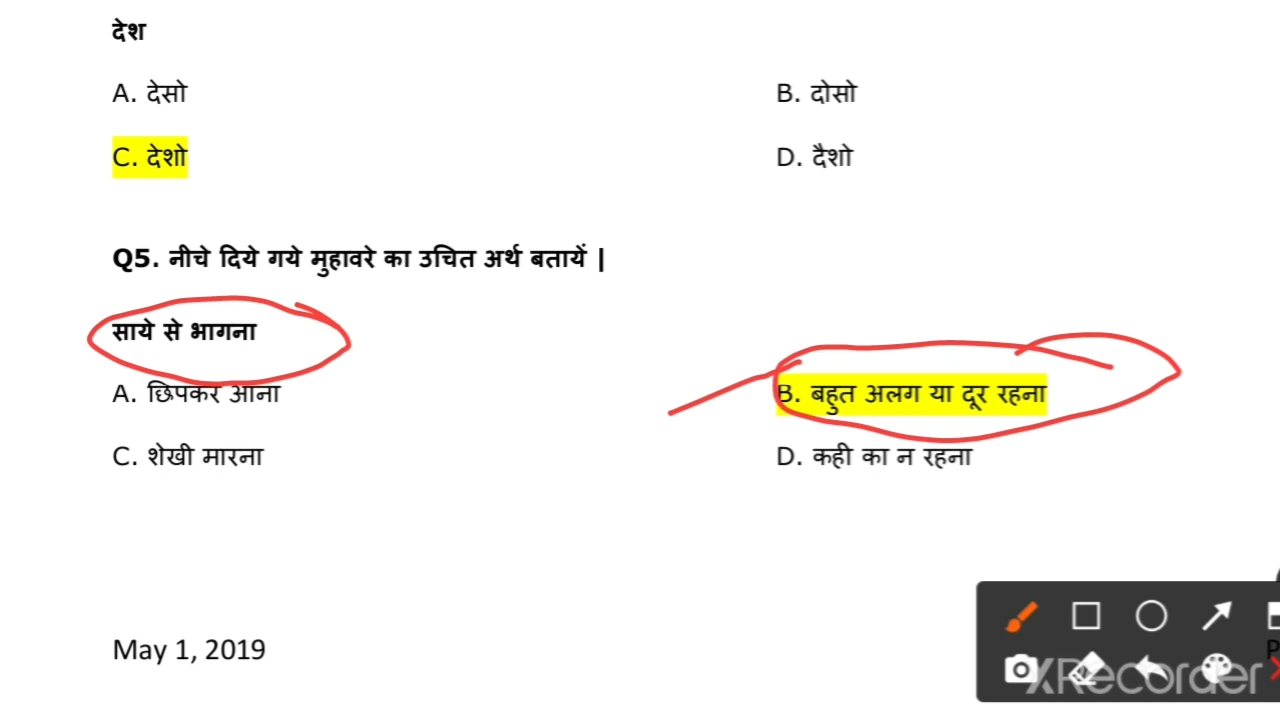 देश
A. देसो B. दोसो
C. देशो D. दैशो
Q5. नीचे दिये गये मुहावरे का उचित अर्थ बतायें |
साये से भागना
A. छिपकर आना B. बहुत अलग या दूर रहना
C. शेखी मारना D. कही का न रहना
May 1, 2019
XRecorder